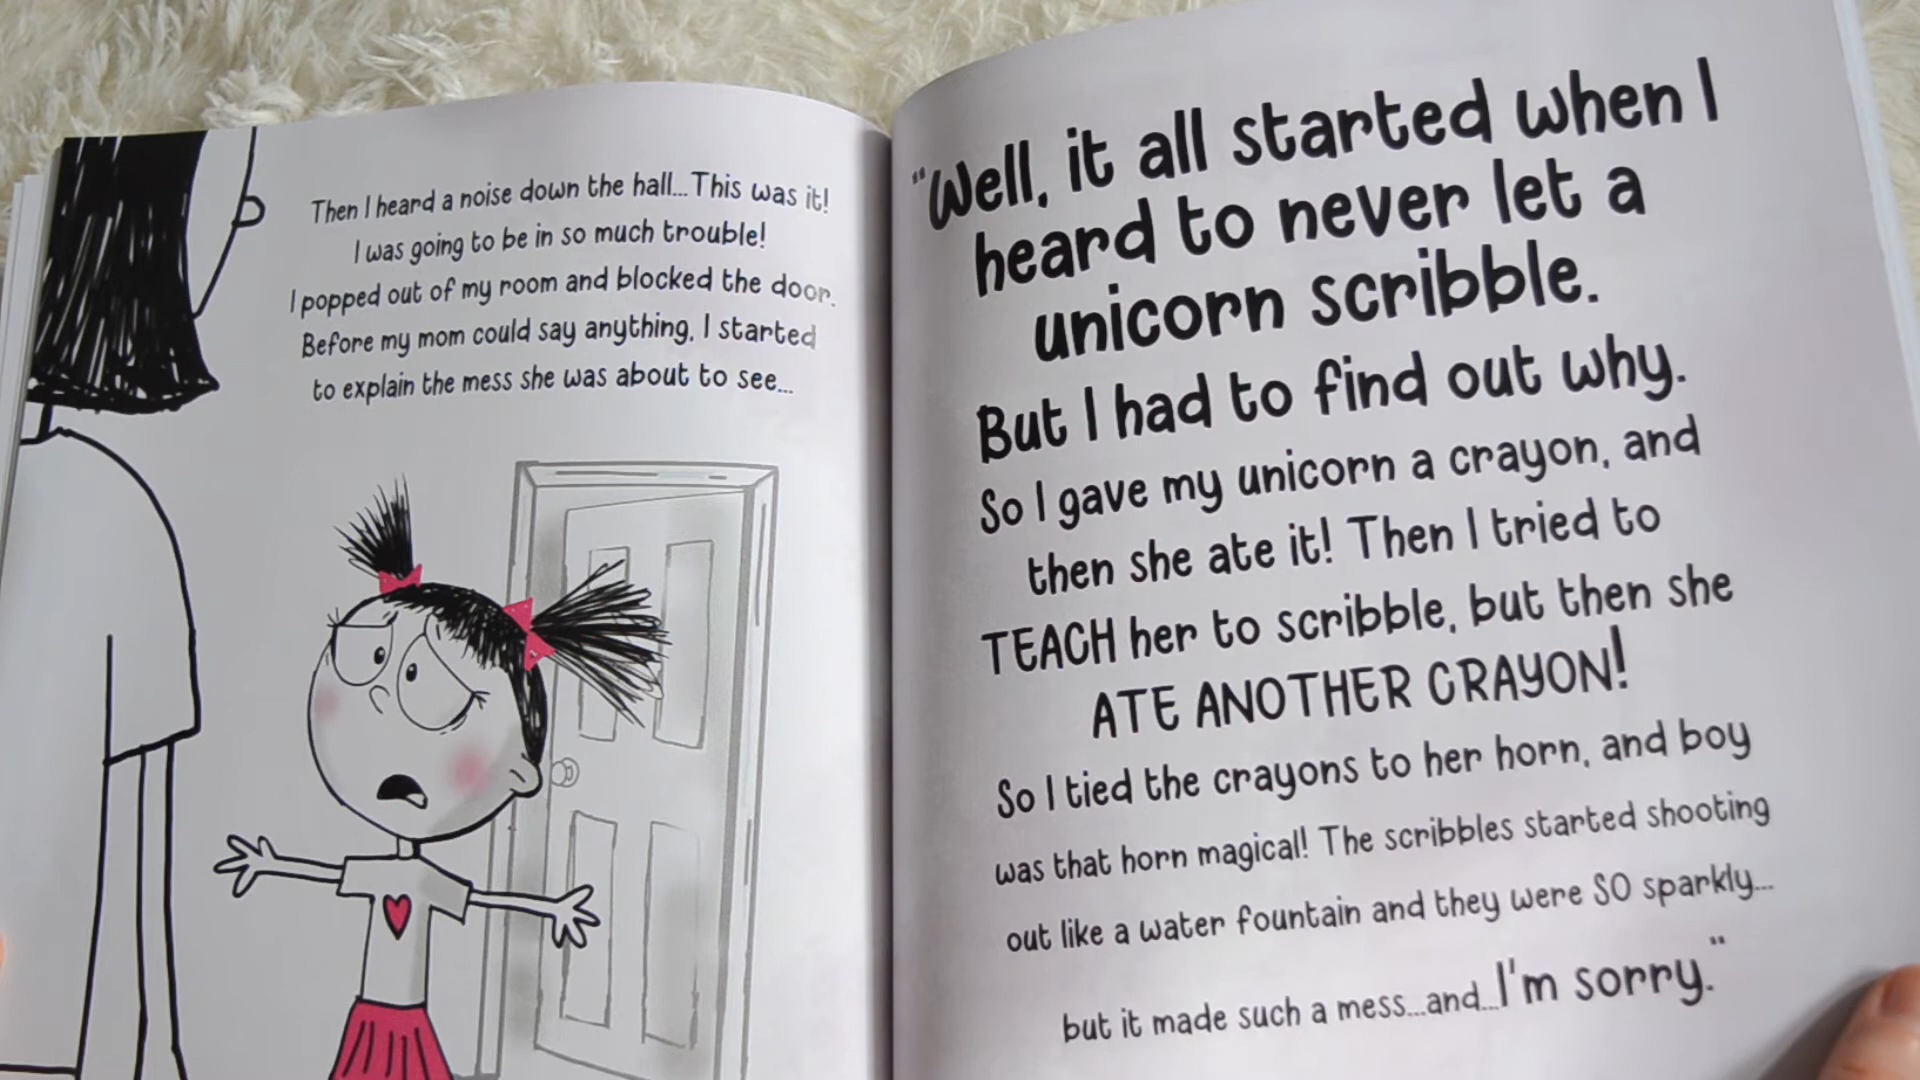 Then I heard a noise down the hall...This was it!
I was going to be in so much trouble!
I popped out of my room and blocked the door.
Before my mom could say anything, I started
to explain the mess she was about to see...
"Well, it all started when I
heard to never let a
unicorn scribble.
But I had to find out why.
So I gave my unicorn a crayon, and
then she ate it! Then I tried to
TEACH her to scribble, but then she
ATE ANOTHER CRAYON!
So I tied the crayons to her horn, and boy
was that horn magical! The scribbles started shooting
out like a water fountain and they were SO sparkly...
but it made such a mess...and...I'm sorry."